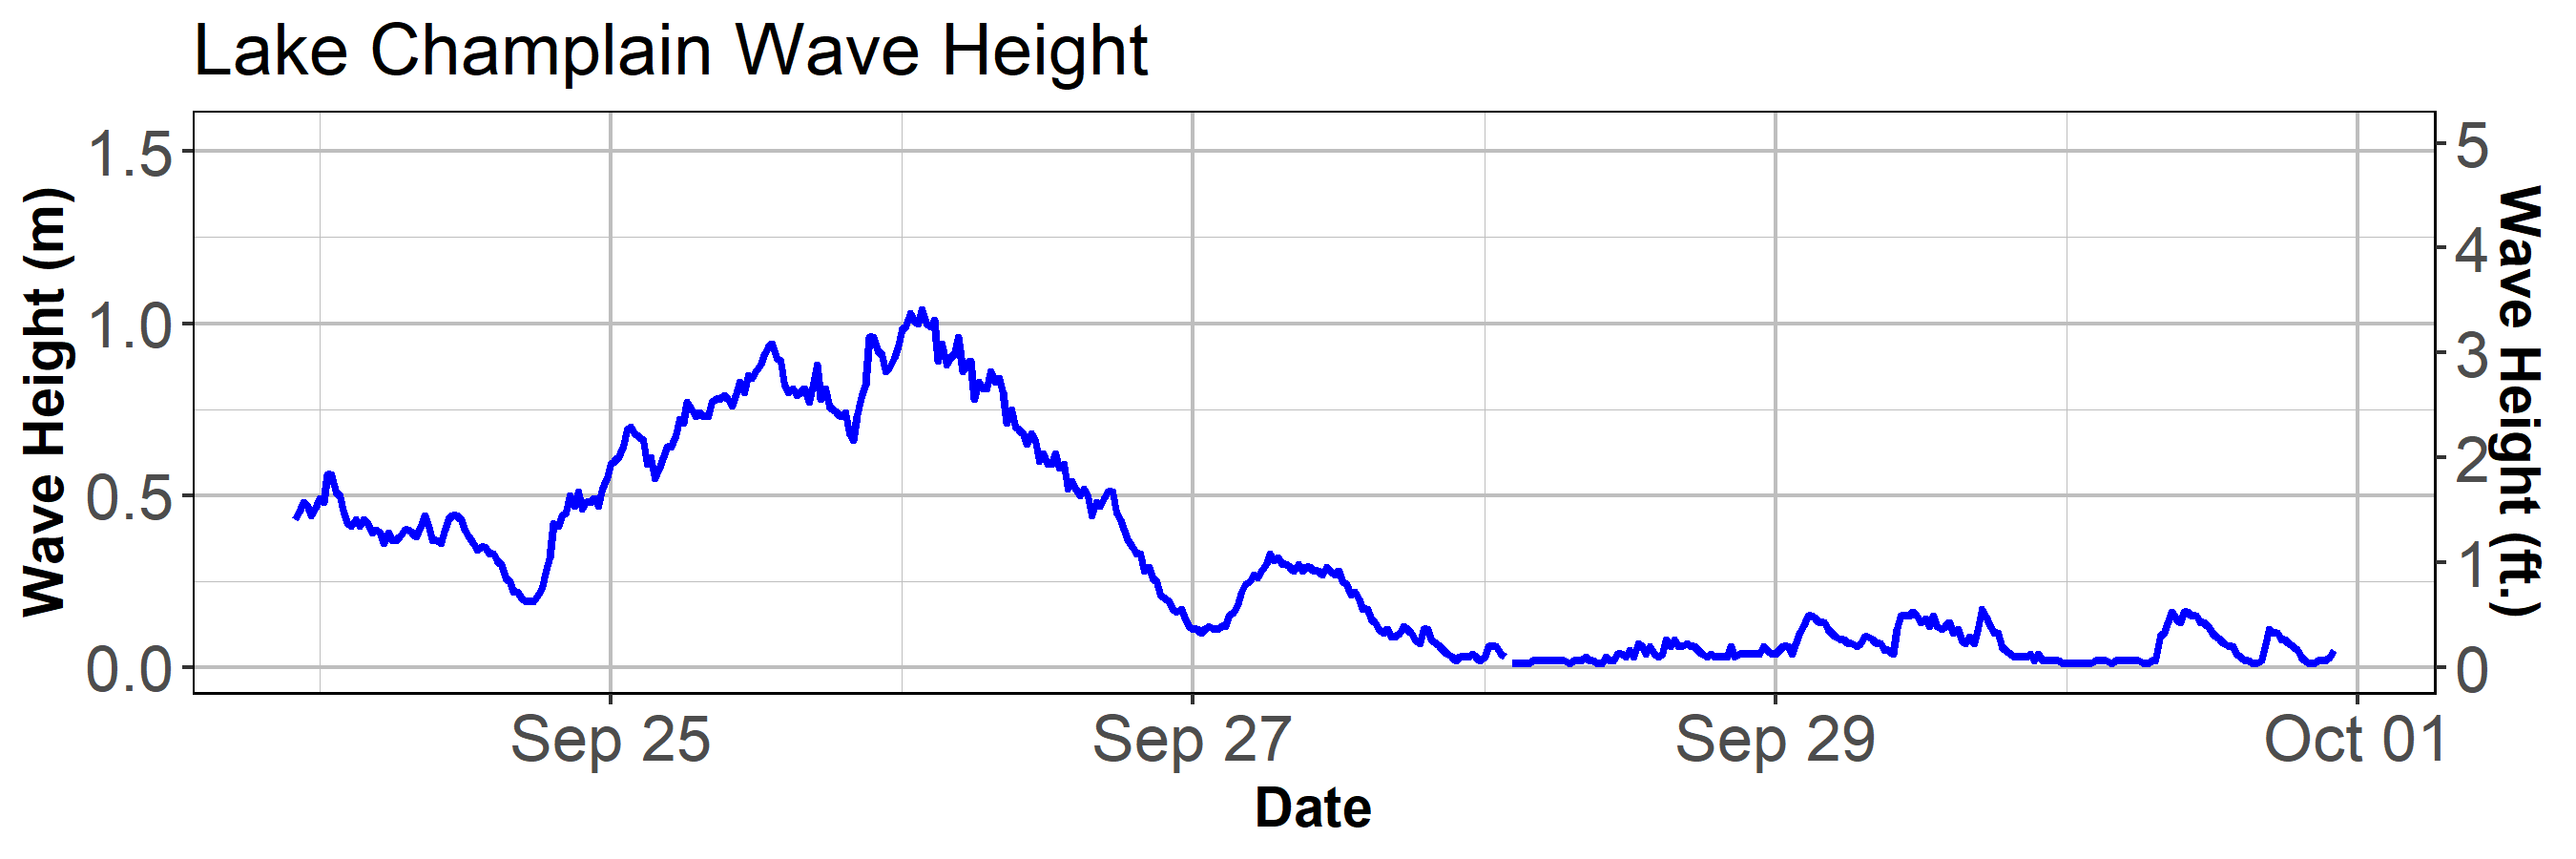 Lake Champlain Wave Height
Wave Height (m)
1.5
1.0
0.5
0.0
5
4
3
2
1
0
Wave Height (ft.)
Sep 25
Sep 27
Sep 29
Oct 01
Date